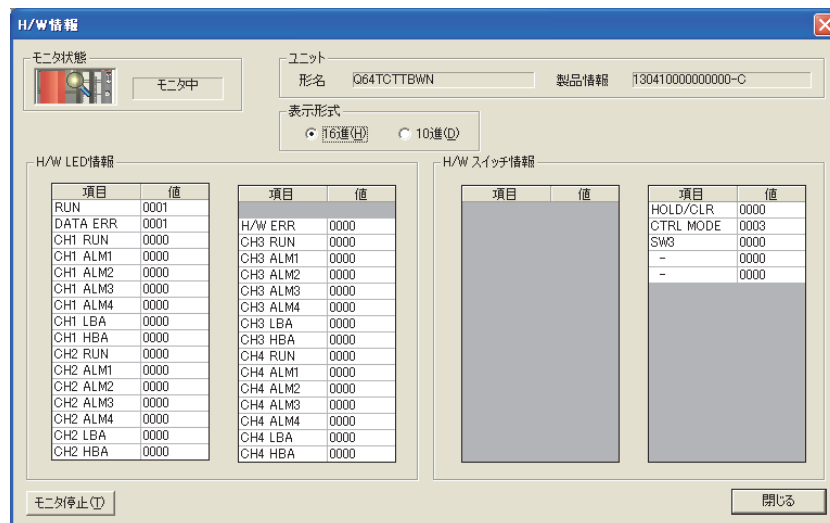 H/W情報
モニタ状態
モニタ中
ユニット
形名 Q64TCTTBWN 製品情報 130410000000000-C
表示形式
16進(H) 10進(D)
H/W LED情報
項目 値
RUN 0001
DATA ERR 0001
CH1 RUN 0000
CH1 ALM1 0000
CH1 ALM2 0000
CH1 ALM3 0000
CH1 ALM4 0000
CH1 LBA 0000
CH1 HBA 0000
CH2 RUN 0000
CH2 ALM1 0000
CH2 ALM2 0000
CH2 ALM3 0000
CH2 ALM4 0000
CH2 LBA 0000
CH2 HBA 0000
項目 値
H/W ERR 0000
CH3 RUN 0000
CH3 ALM1 0000
CH3 ALM2 0000
CH3 ALM3 0000
CH3 ALM4 0000
CH3 LBA 0000
CH3 HBA 0000
CH4 RUN 0000
CH4 ALM1 0000
CH4 ALM2 0000
CH4 ALM3 0000
CH4 ALM4 0000
CH4 LBA 0000
CH4 HBA 0000
H/W スイッチ情報
項目 値
項目 値
HOLD/CLR 0000
CTRL MODE 0003
SW3 0000
- 0000
- 0000
モニタ停止(T)
閉じる